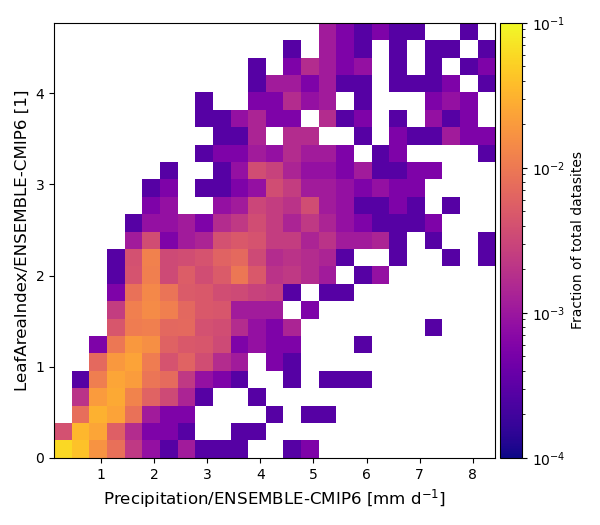 LeafAreaIndex/ENSEMBLE-CMIP6 [1]
4
3
2
1
0
1 2 3 4 5 6 7 8
Precipitation/ENSEMBLE-CMIP6 [mm d⁻¹]
10⁻¹
10⁻²
10⁻³
10⁻⁴
Fraction of total datasites